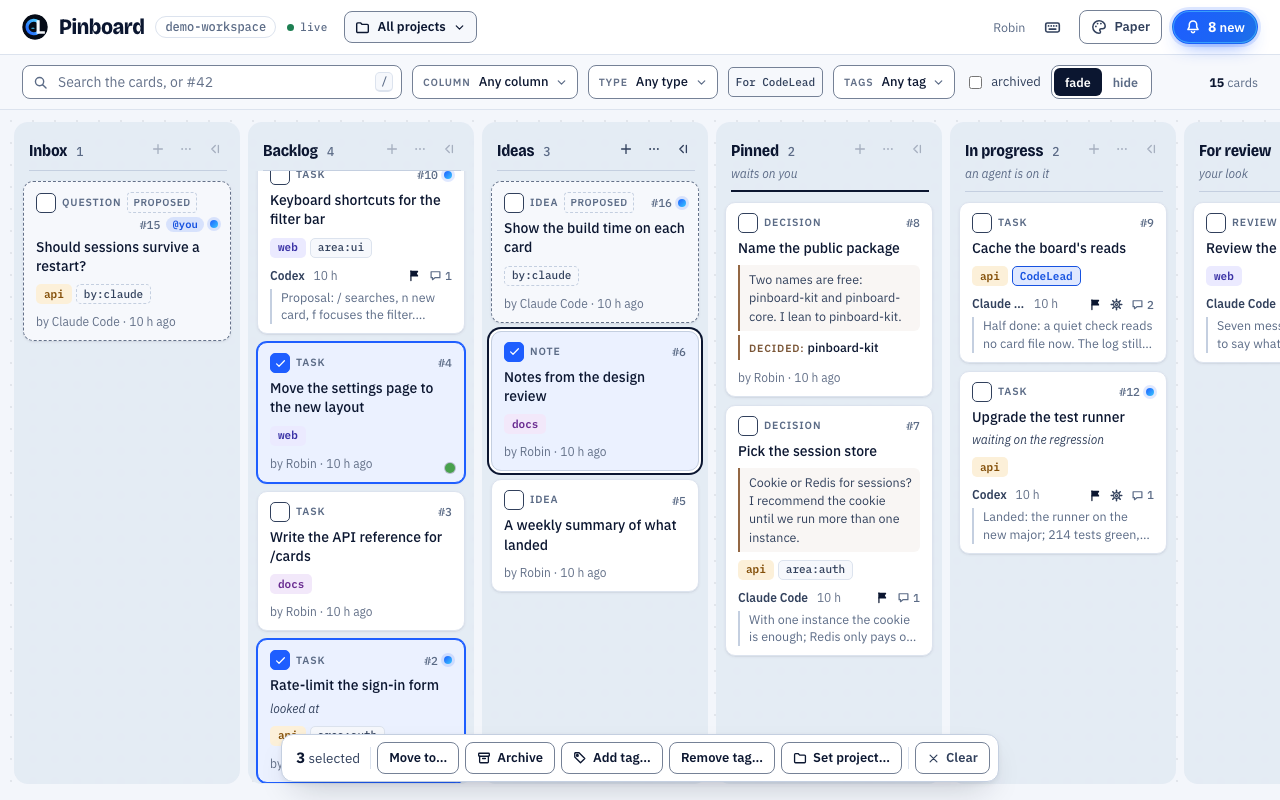 Pinboard demo-workspace live All projects Robin Paper 8 new
Search the cards, or #42 / COLUMN Any column TYPE Any type For CodeLead TAGS Any tag archived fade hide 15 cards
Inbox 1
QUESTION PROPOSED
#15 @you
Should sessions survive a
restart?
api by:claude
by Claude Code · 10 h ago
Backlog 4
TASK #10
Keyboard shortcuts for the
filter bar
web area:ui
Codex 10 h 1
Proposal: / searches, n new
card, f focuses the filter....
TASK #4
Move the settings page to
the new layout
web
by Robin · 10 h ago
TASK #3
Write the API reference for
/cards
docs
by Robin · 10 h ago
TASK #2
Rate-limit the sign-in form
looked at
Ideas 3
IDEA PROPOSED #16
Show the build time on each
card
by:claude
by Claude Code · 10 h ago
NOTE #6
Notes from the design
review
docs
by Robin · 10 h ago
IDEA #5
A weekly summary of what
landed
by Robin · 10 h ago
Pinned 2
waits on you
DECISION #8
Name the public package
Two names are free:
pinboard-kit and pinboard-
core. I lean to pinboard-kit.
DECIDED: pinboard-kit
by Robin · 10 h ago
DECISION #7
Pick the session store
Cookie or Redis for sessions?
I recommend the cookie
until we run more than one
instance.
api area:auth
Claude Code 10 h 1
With one instance the cookie
is enough; Redis only pays o...
In progress 2
an agent is on it
TASK #9
Cache the board's reads
api CodeLead
Claude ... 10 h 2
Half done: a quiet check reads
no card file now. The log still...
TASK #12
Upgrade the test runner
waiting on the regression
api
Codex 10 h 1
Landed: the runner on the
new major; 214 tests green,...
For review
your look
REVIEW
Review the
web
Claude Code
Seven mess
to say what
3 selected Move to... Archive Add tag... Remove tag... Set project... Clear